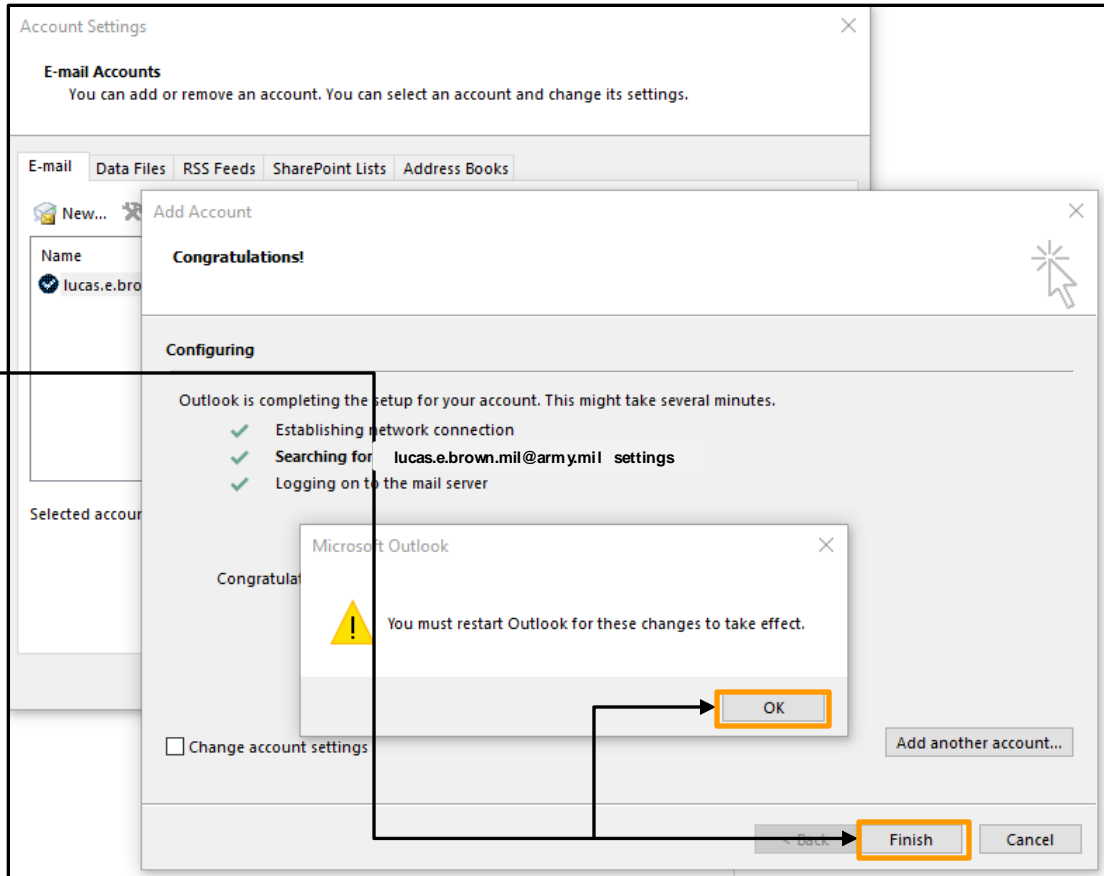 Account Settings
E-mail Accounts
You can add or remove an account. You can select an account and change its settings.
E-mail Data Files RSS Feeds SharePoint Lists Address Books
New...
Name
lucas.e.bro
Selected accour
Add Account
Congratulations!
Configuring
Outlook is completing the setup for your account. This might take several minutes.
Establishing network connection
Searching for lucas.e.brown.mil@army.mil settings
Logging on to the mail server
Congratulat
Microsoft Outlook
You must restart Outlook for these changes to take effect.
OK
Change account settings
Add another account...
< Back Finish Cancel